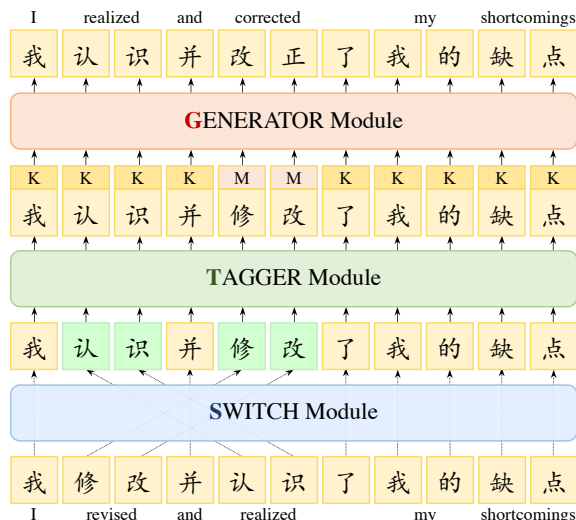 I realized and corrected my shortcomings
我认识并改正了我的缺点
GENERATOR Module
K K K K M M K K K K K
我认识并修改了我的缺点
TAGGER Module
我认识并修改了我的缺点
SWITCH Module
我修改并认识了我的缺点
I revised and realized my shortcomings